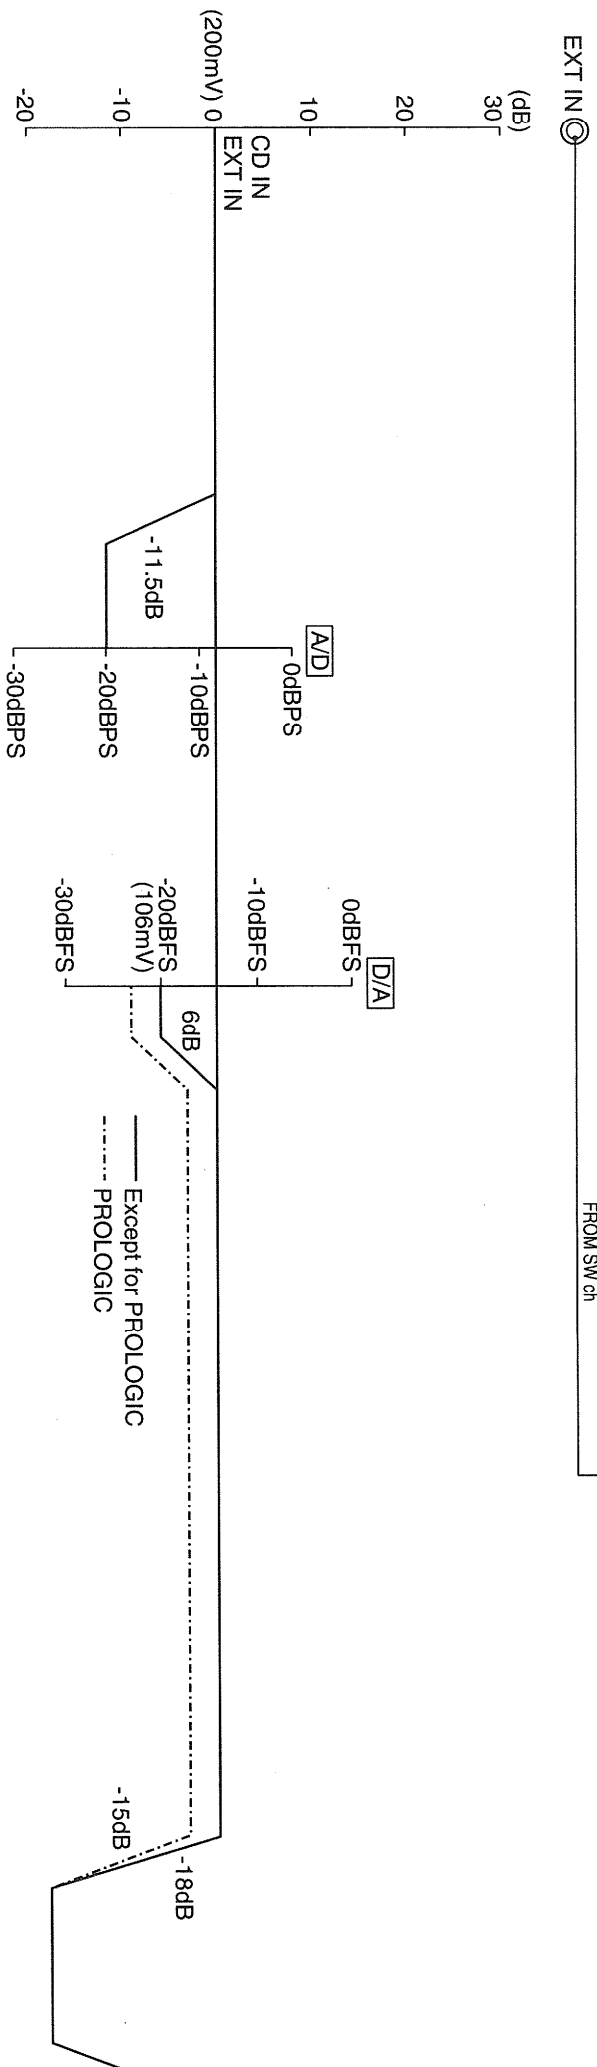 EXT IN
FROM SW ch
(dB)
30
20
10
(200mV) 0
-10
-20
CD IN
EXT IN
-11.5dB
A/D
0dBPS
-10dBPS
-20dBPS
-30dBPS
D/A
0dBFS
-10dBFS
-20dBFS
(106mV)
-30dBFS
6dB
Except for PROLOGIC
PROLOGIC
-15dB
-18dB